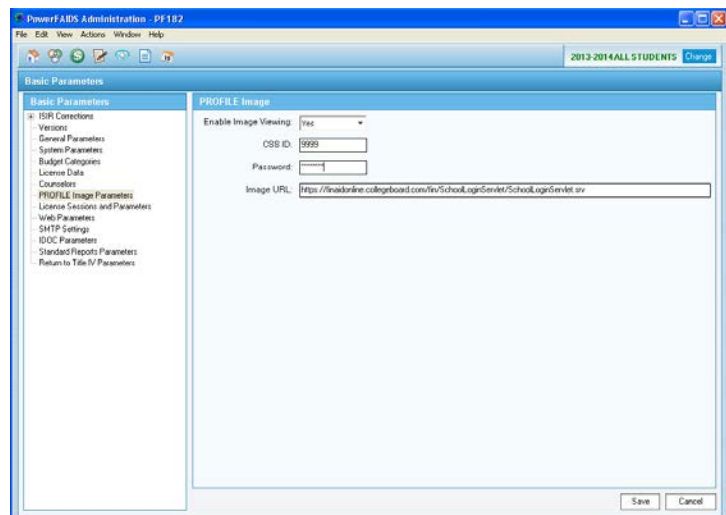 PowerFAIDS Administration - PF182
File Edit View Actions Window Help
2013-2014 ALL STUDENTS Change
Basic Parameters
Basic Parameters
ISIR Corrections
Versions
General Parameters
System Parameters
Budget Categories
License Data
Counselors
PROFILE Image Parameters
License Sessions and Parameters
Web Parameters
SMTP Settings
IDOC Parameters
Standard Reports Parameters
Return to Title IV Parameters
PROFILE Image
Enable Image Viewing: Yes
CSS ID: 9999
Password: ********
Image URL: https://finaidonline.collegeboard.com/fin/SchoolLoginServlet/SchoolLoginServlet.srv
Save Cancel